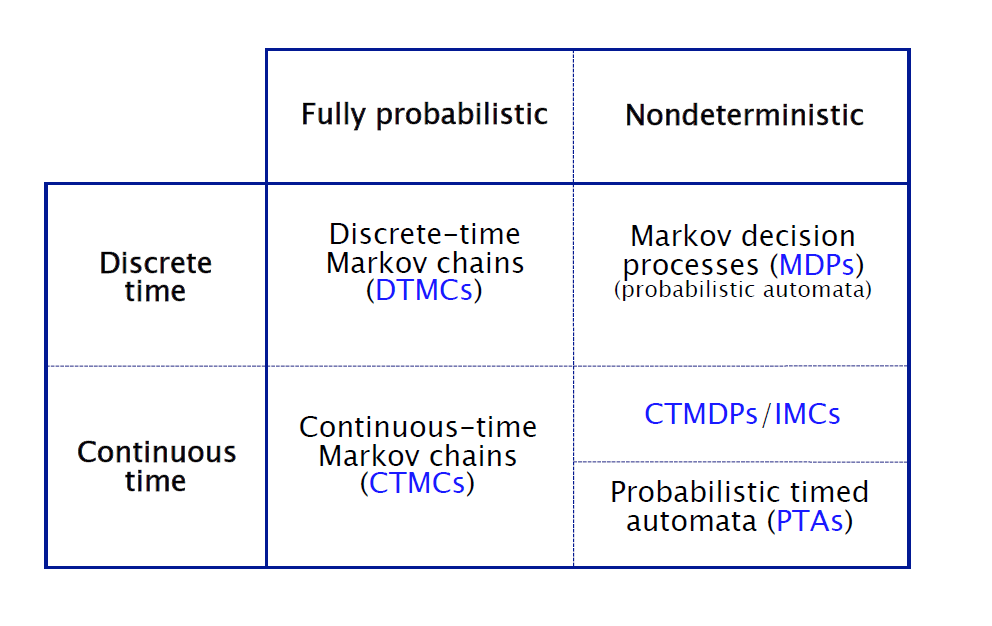 Fully probabilistic
Nondeterministic
Discrete
time
Discrete-time
Markov chains
(DTMCs)
Markov decision
processes (MDPs)
(probabilistic automata)
Continuous
time
Continuous-time
Markov chains
(CTMCs)
CTMDPs/IMCs
Probabilistic timed
automata (PTAs)